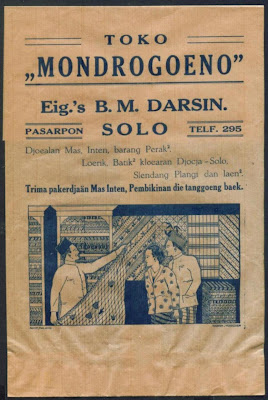 TOKO
„MONDROGOENO”
Eig.'s B. M. DARSIN.
PASARPON SOLO TELF. 295
Djoealan Mas, Inten, barang Perak².
Loerik, Batik² kloearan Djocja-Solo,
Slendang Plangi dan laen².
Trima pakerdjaän Mas Inten, Pembikinan die tanggoeng baek.